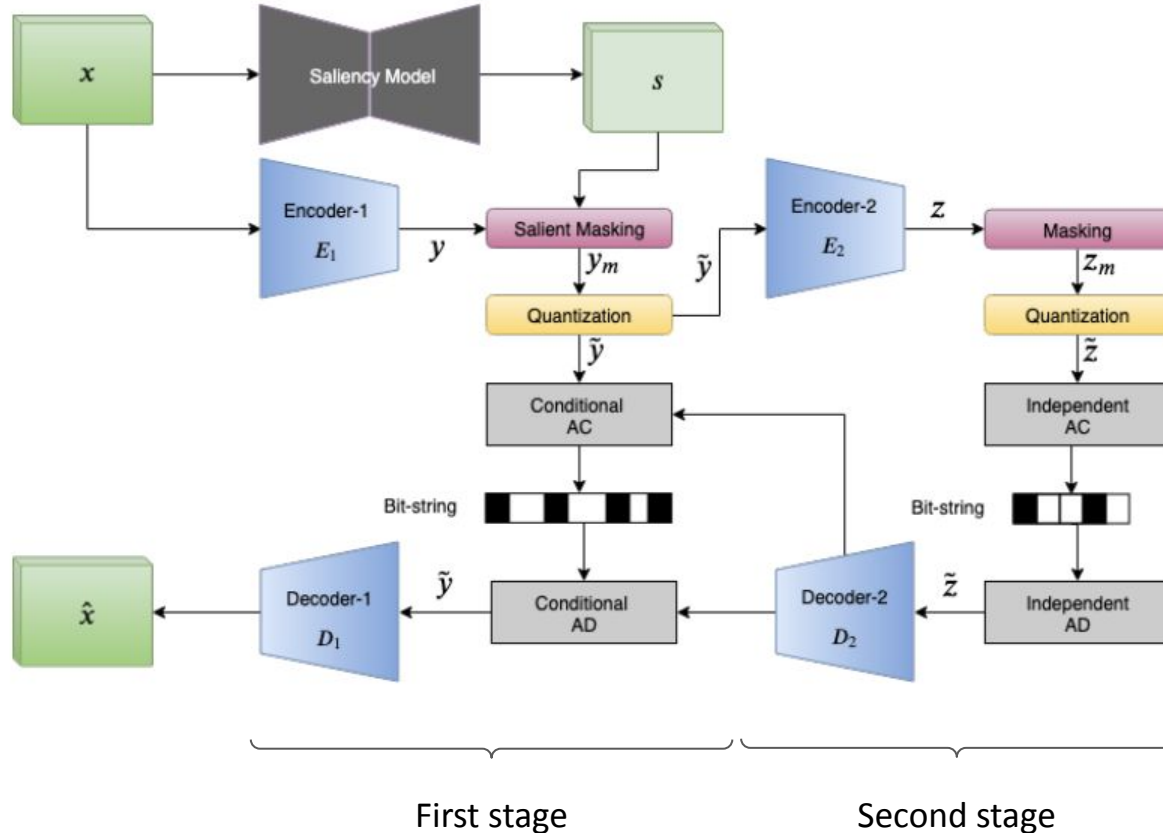 x
Saliency Model
s
Encoder-1
E₁
y
Salient Masking
yₘ
ỹ
Encoder-2
E₂
z
Masking
zₘ
Quantization
ỹ
Quantization
z̃
Conditional
AC
Independent
AC
Bit-string
Bit-string
x̂
Decoder-1
D₁
ỹ
Conditional
AD
Decoder-2
D₂
z̃
Independent
AD
First stage
Second stage